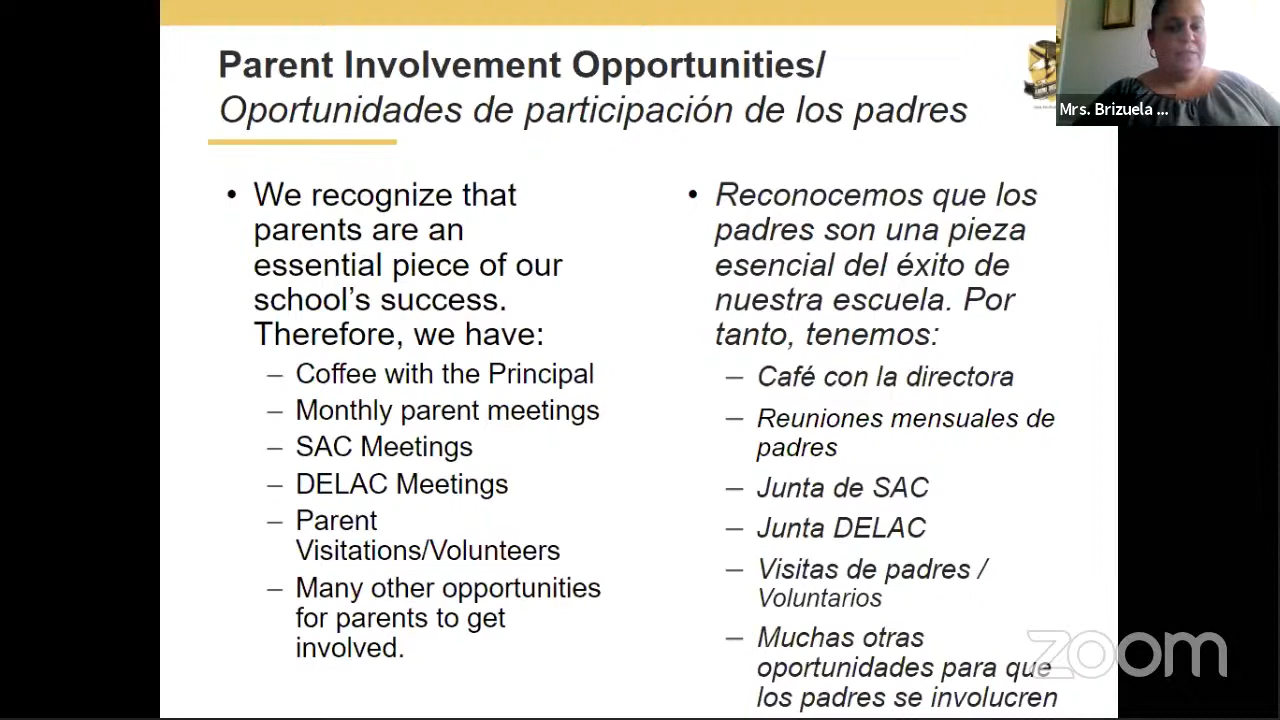 Parent Involvement Opportunities/
Oportunidades de participación de los padres
Mrs. Brizuela ...
• We recognize that
parents are an
essential piece of our
school's success.
Therefore, we have:
– Coffee with the Principal
– Monthly parent meetings
– SAC Meetings
– DELAC Meetings
– Parent
Visitations/Volunteers
– Many other opportunities
for parents to get
involved.
• Reconocemos que los
padres son una pieza
esencial del éxito de
nuestra escuela. Por
tanto, tenemos:
– Café con la directora
– Reuniones mensuales de
padres
– Junta de SAC
– Junta DELAC
– Visitas de padres /
Voluntarios
– Muchas otras
oportunidades para que
los padres se involucren
zoom